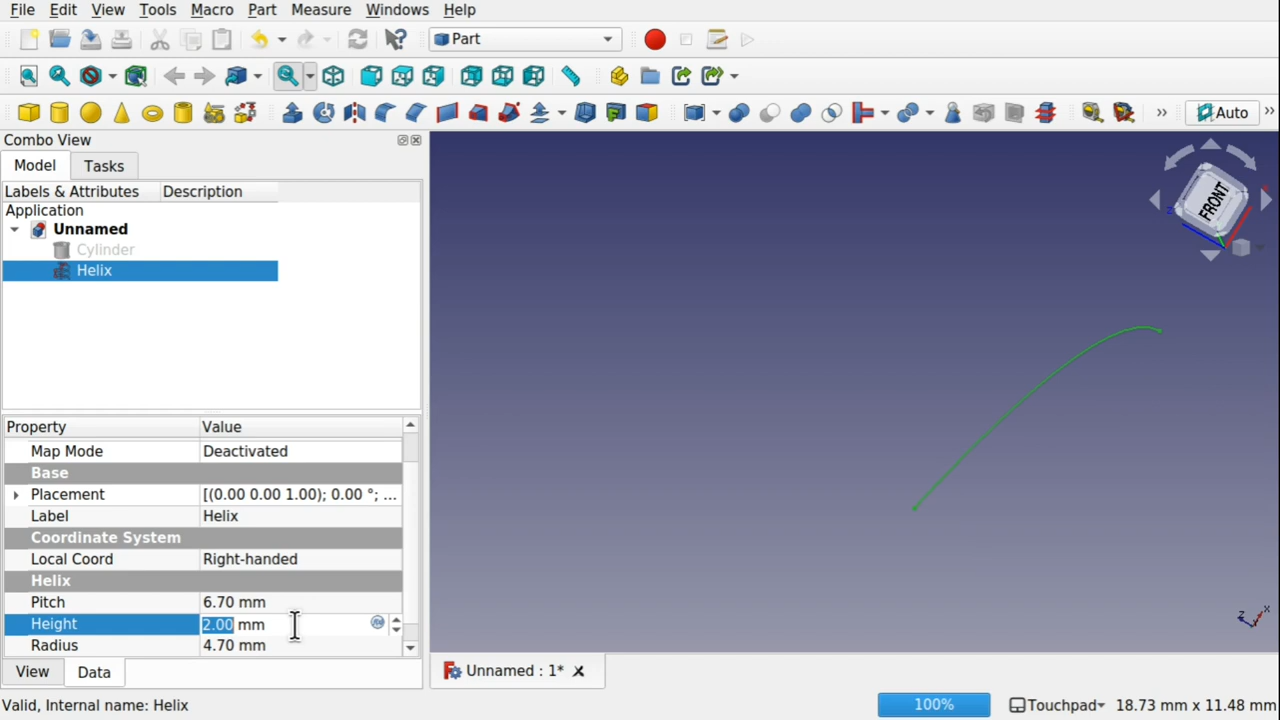 File Edit View Tools Macro Part Measure Windows Help
Part
» Auto »
Combo View
Model Tasks
Labels & Attributes Description
Application
Unnamed
Cylinder
Helix
FRONT
Z
Property Value
Map Mode Deactivated
Base
Placement [(0.00 0.00 1.00); 0.00 °; ...
Label Helix
Coordinate System
Local Coord Right-handed
Helix
Pitch 6.70 mm
Height 2.00 mm
Radius 4.70 mm
Z X
View Data
Unnamed : 1*
Valid, Internal name: Helix 100% Touchpad 18.73 mm x 11.48 mm